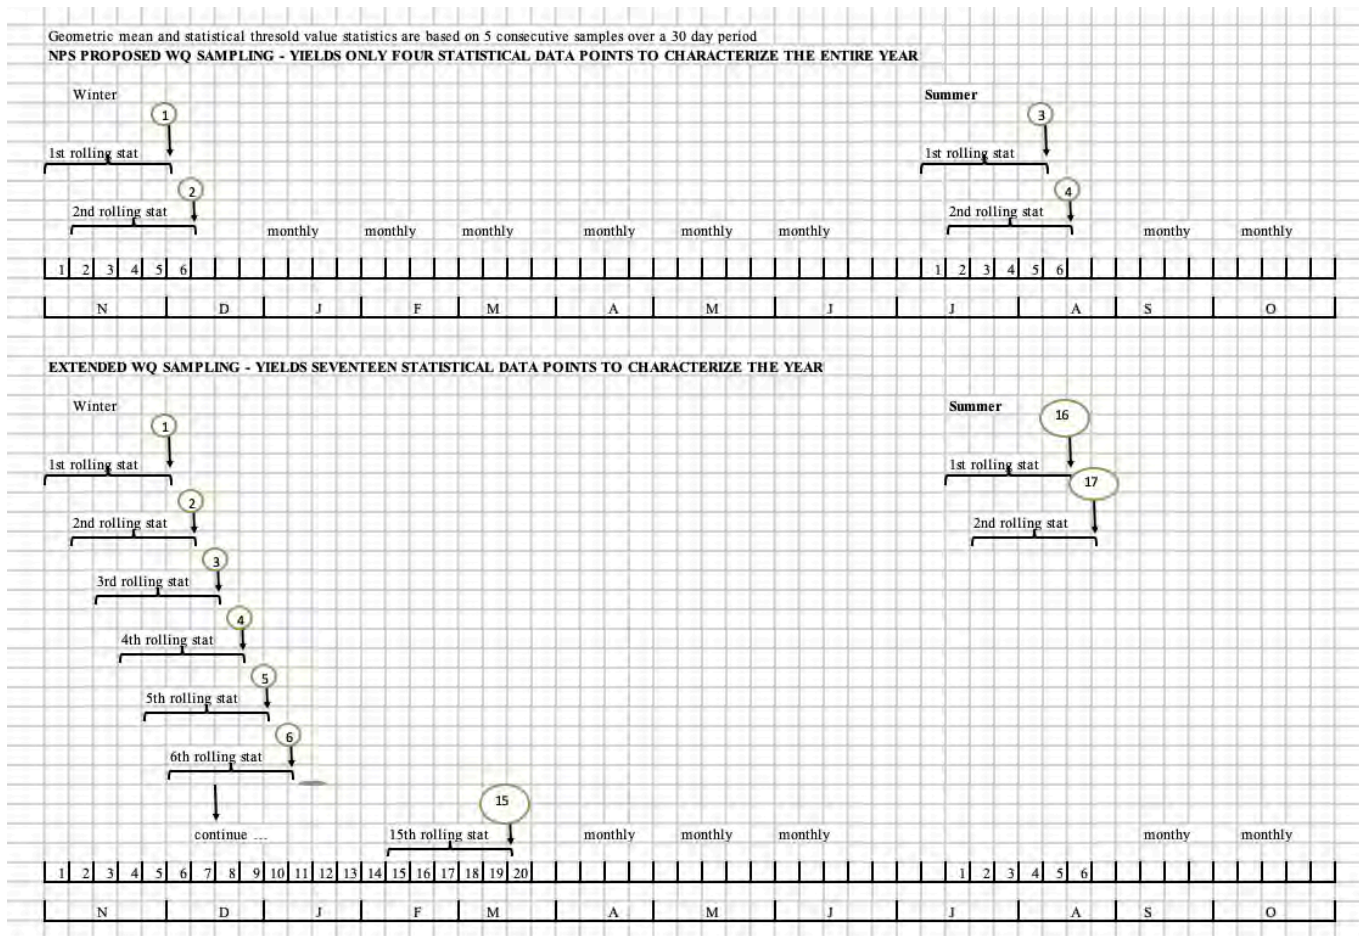 Geometric mean and statistical thresold value statistics are based on 5 consecutive samples over a 30 day period
NPS PROPOSED WQ SAMPLING - YIELDS ONLY FOUR STATISTICAL DATA POINTS TO CHARACTERIZE THE ENTIRE YEAR
Winter Summer
1 3
1st rolling stat 1st rolling stat
2 4
2nd rolling stat 2nd rolling stat
monthly monthly monthly monthly monthly monthly monthy monthly
1 2 3 4 5 6 1 2 3 4 5 6
N D J F M A M J J A S O
EXTENDED WQ SAMPLING - YIELDS SEVENTEEN STATISTICAL DATA POINTS TO CHARACTERIZE THE YEAR
Winter Summer
1 16
1st rolling stat 1st rolling stat
2 17
2nd rolling stat 2nd rolling stat
3
3rd rolling stat
4
4th rolling stat
5
5th rolling stat
6
6th rolling stat
15
continue ... 15th rolling stat monthly monthly monthly monthy monthly
1 2 3 4 5 6 7 8 9 10 11 12 13 14 15 16 17 18 19 20 1 2 3 4 5 6
N D J F M A M J J A S O